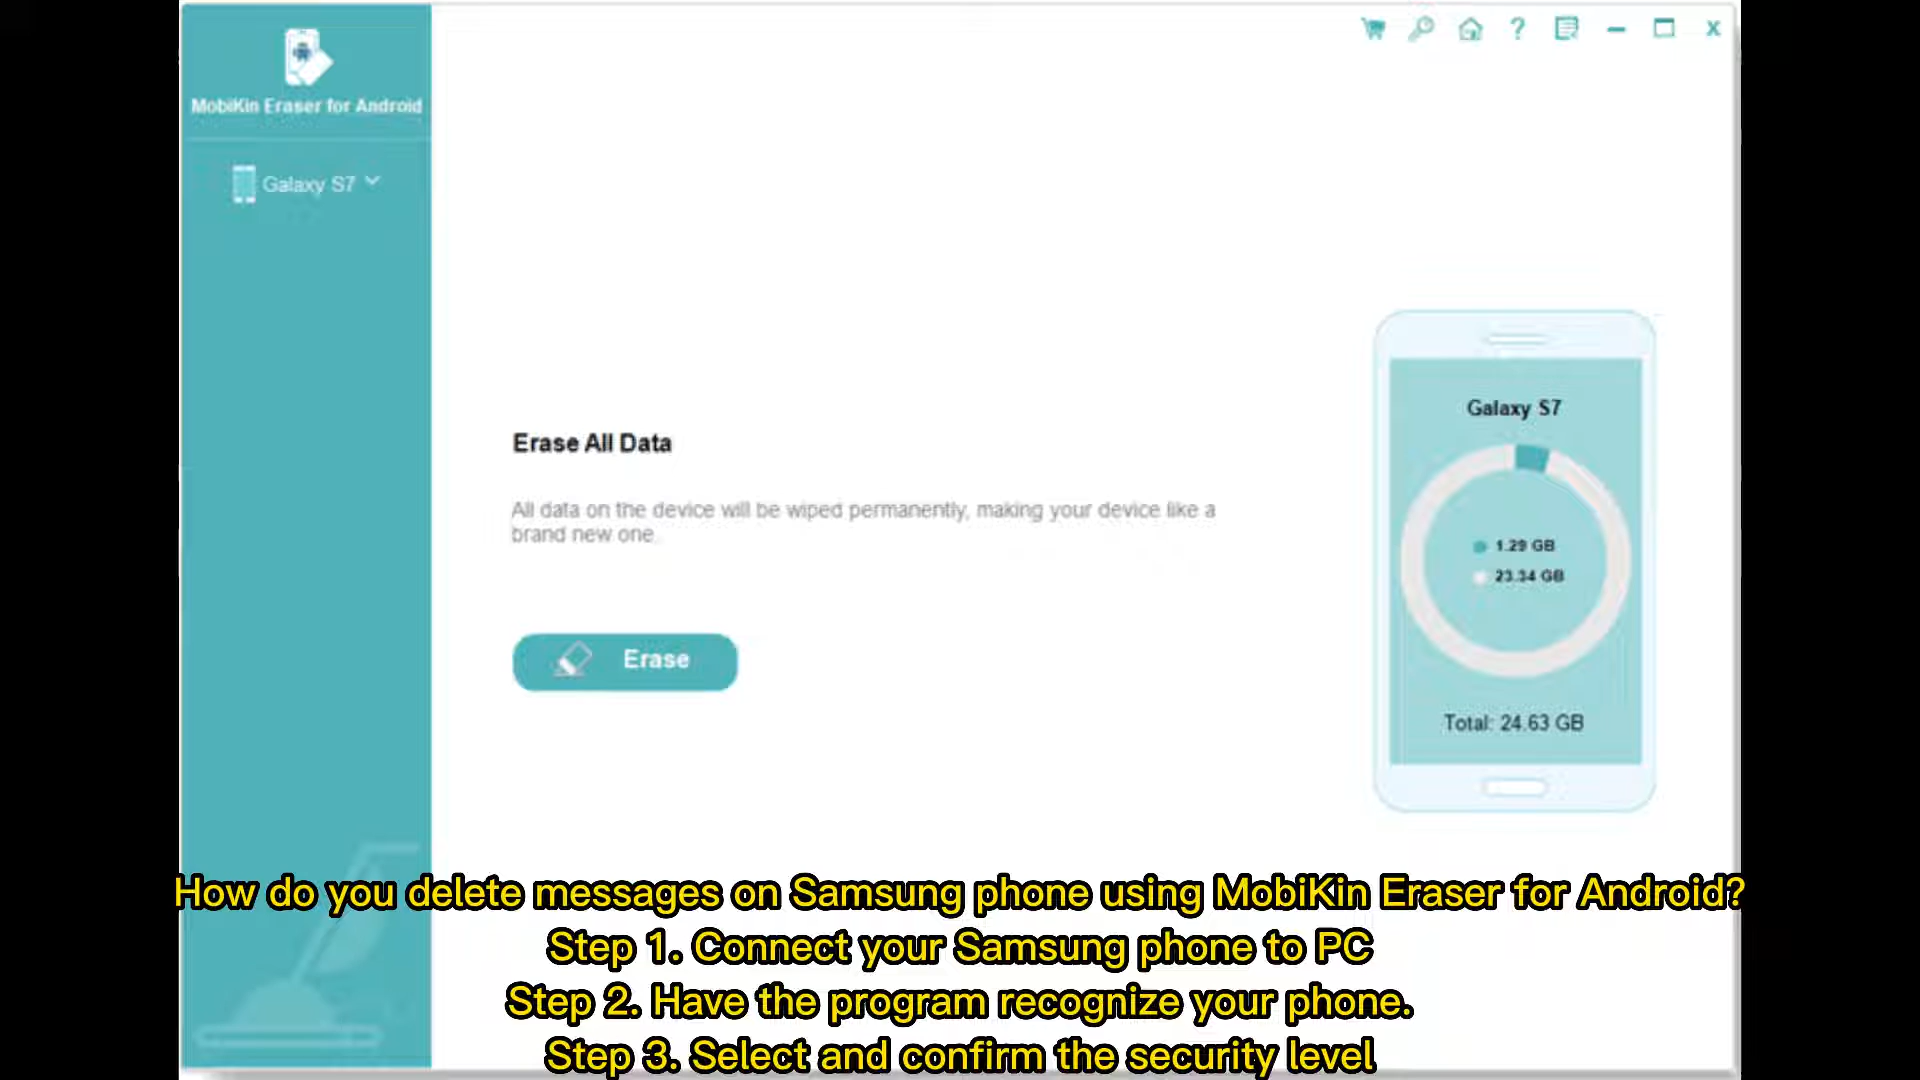 MobiKin Eraser for Android
Galaxy S7
?
X
Erase All Data
All data on the device will be wiped permanently, making your device like a
brand new one.
Erase
Galaxy S7
1.29 GB
23.34 GB
Total: 24.63 GB
How do you delete messages on Samsung phone using MobiKin Eraser for Android?
Step 1. Connect your Samsung phone to PC
Step 2. Have the program recognize your phone.
Step 3. Select and confirm the security level